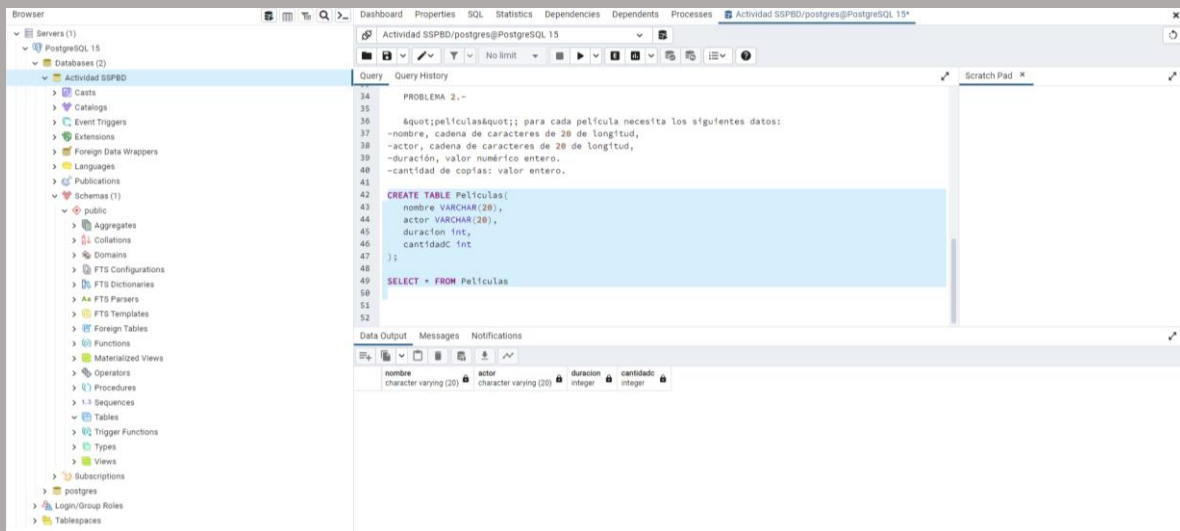 Browser
Servers (1)
PostgreSQL 15
Databases (2)
Actividad SSPBD
Casts
Catalogs
Event Triggers
Extensions
Foreign Data Wrappers
Languages
Publications
Schemas (1)
public
Aggregates
Collations
Domains
FTS Configurations
FTS Dictionaries
FTS Parsers
FTS Templates
Foreign Tables
Functions
Materialized Views
Operators
Procedures
1..3 Sequences
Tables
Trigger Functions
Types
Views
Subscriptions
postgres
Login/Group Roles
Tablespaces
Dashboard Properties SQL Statistics Dependencies Dependents Processes Actividad SSPBD/postgres@PostgreSQL 15*
Actividad SSPBD/postgres@PostgreSQL 15
No limit
Query Query History
Scratch Pad
34 PROBLEMA 2.-
35
36 &quot;películas&quot;; para cada película necesita los siguientes datos:
37 -nombre, cadena de caracteres de 20 de longitud,
38 -actor, cadena de caracteres de 20 de longitud,
39 -duración, valor numérico entero.
40 -cantidad de copias: valor entero.
41
42 CREATE TABLE Peliculas(
43 nombre VARCHAR(20),
44 actor VARCHAR(20),
45 duracion int,
46 cantidadC int
47 );
48
49 SELECT * FROM Peliculas
50
51
52
Data Output Messages Notifications
nombre
character varying (20)
actor
character varying (20)
duracion
integer
cantidadc
integer